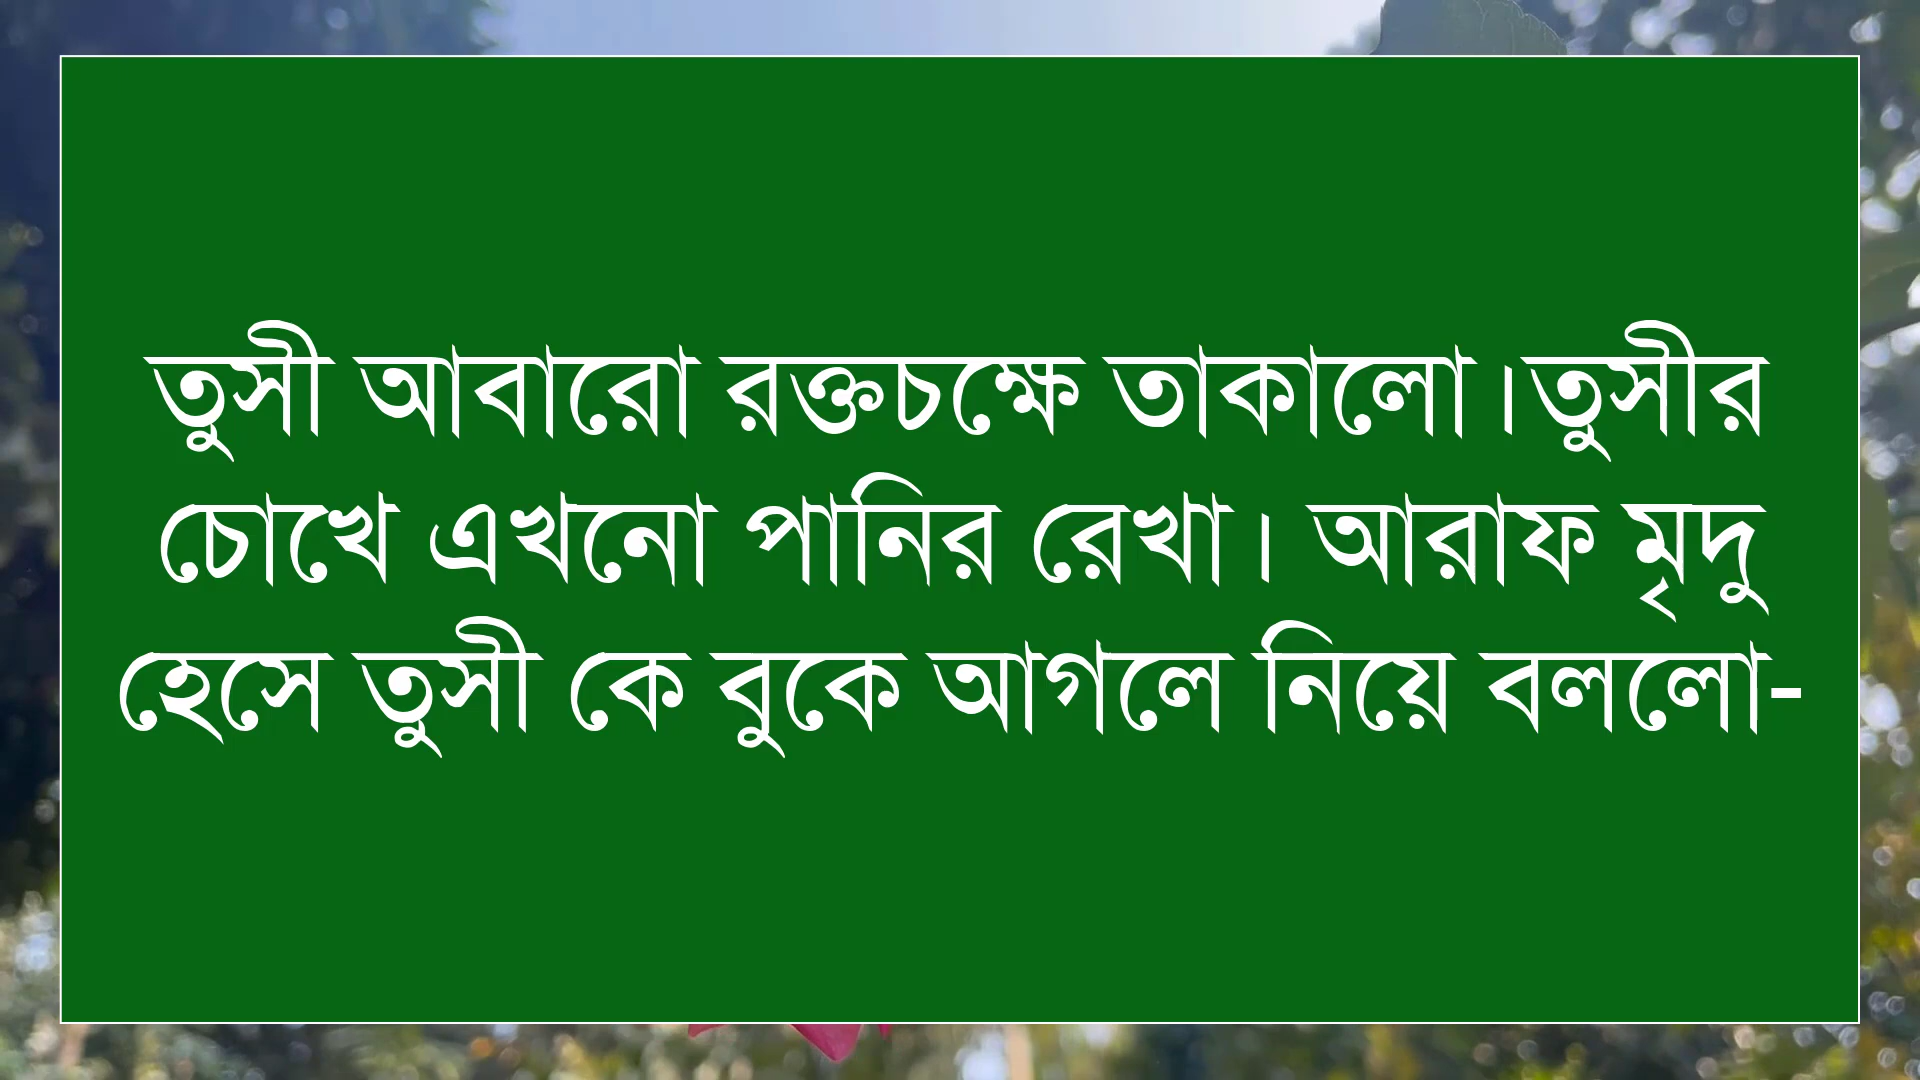 তুসী আবারো রক্তচক্ষে তাকালো।তুসীর
চোখে এখনো পানির রেখা। আরাফ মৃদু
হেসে তুসী কে বুকে আগলে নিয়ে বললো-